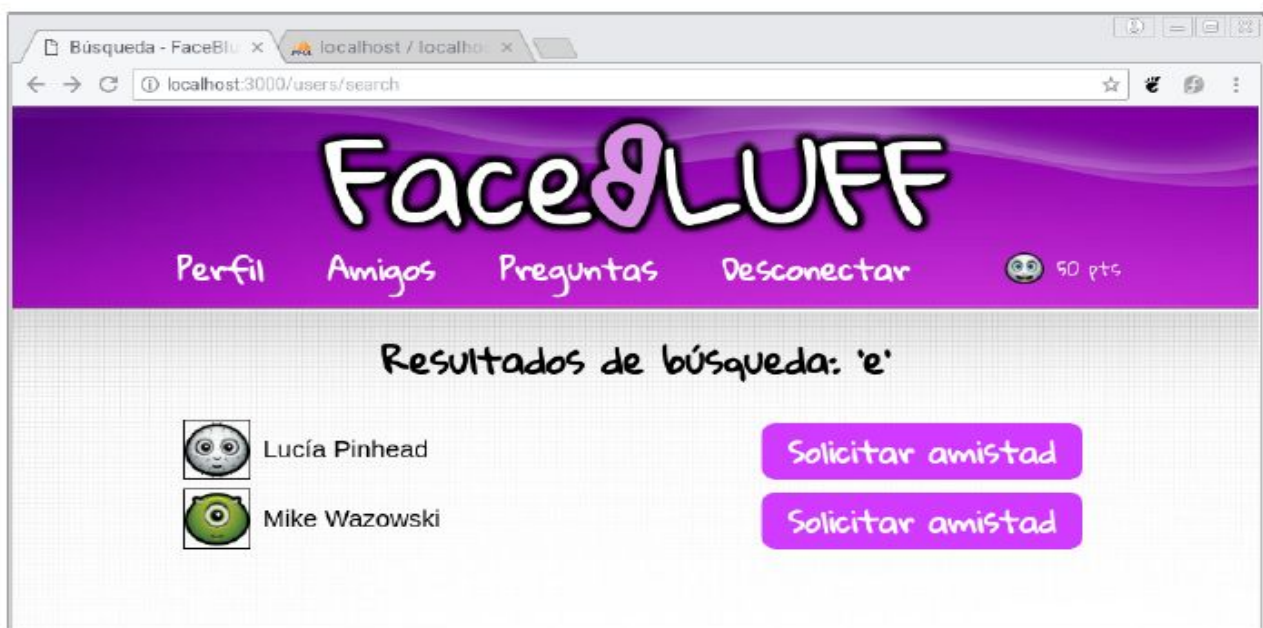 Búsqueda - FaceBlu
localhost / localho
localhost:3000/users/search
FaceBLUFF
Perfil Amigos Preguntas Desconectar 50 pts
Resultados de búsqueda: 'e'
Lucía Pinhead Solicitar amistad
Mike Wazowski Solicitar amistad